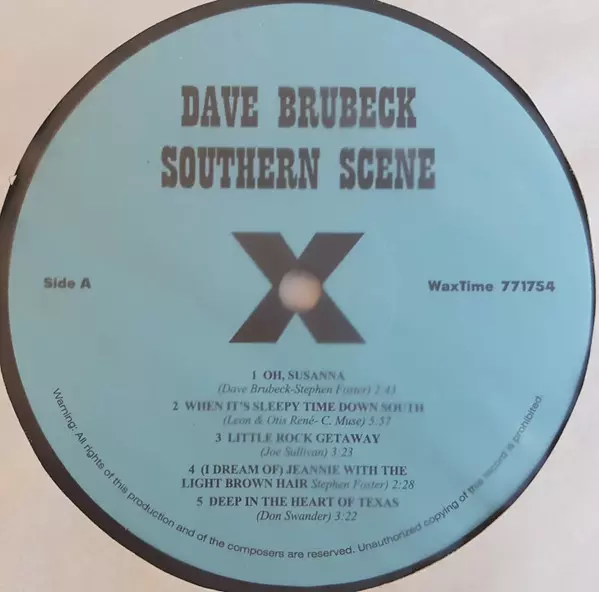 DAVE BRUBECK
SOUTHERN SCENE
X
Side A
WaxTime 771754
1 OH, SUSANNA
(Dave Brubeck-Stephen Foster) 2:43
2 WHEN IT'S SLEEPY TIME DOWN SOUTH
(Leon & Otis René- C. Muse) 5:57
3 LITTLE ROCK GETAWAY
(Joe Sullivan) 3:23
4 (I DREAM OF) JEANNIE WITH THE
LIGHT BROWN HAIR Stephen Foster) 2:28
5 DEEP IN THE HEART OF TEXAS
(Don Swander) 3:22
Warning: All rights of this production and of the composers are reserved. Unauthorized copying of this record is prohibited.